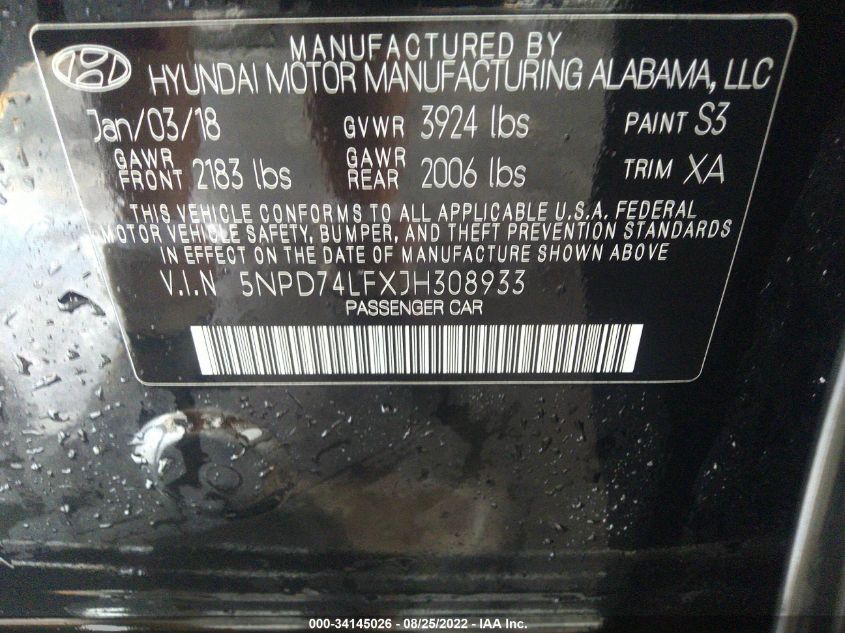 MANUFACTURED BY
HYUNDAI MOTOR MANUFACTURING ALABAMA, LLC
Jan/03/18 GVWR 3924 lbs PAINT S3
GAWR FRONT 2183 lbs GAWR REAR 2006 lbs TRIM XA
THIS VEHICLE CONFORMS TO ALL APPLICABLE U.S.A. FEDERAL
MOTOR VEHICLE SAFETY, BUMPER, AND THEFT PREVENTION STANDARDS
IN EFFECT ON THE DATE OF MANUFACTURE SHOWN ABOVE
V.I.N 5NPD74LFXJH308933
PASSENGER CAR
000-34145026 - 08/25/2022 - IAA Inc.